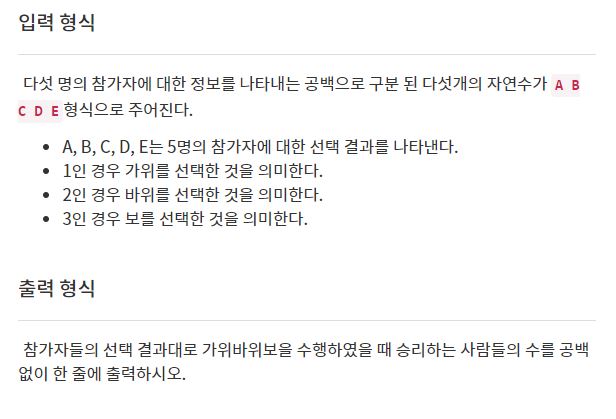 입력 형식
다섯 명의 참가자에 대한 정보를 나타내는 공백으로 구분 된 다섯개의 자연수가 A B
C D E 형식으로 주어진다.
A, B, C, D, E는 5명의 참가자에 대한 선택 결과를 나타낸다.
1인 경우 가위를 선택한 것을 의미한다.
2인 경우 바위를 선택한 것을 의미한다.
3인 경우 보를 선택한 것을 의미한다.
출력 형식
참가자들의 선택 결과대로 가위바위보을 수행하였을 때 승리하는 사람들의 수를 공백
없이 한 줄에 출력하시오.